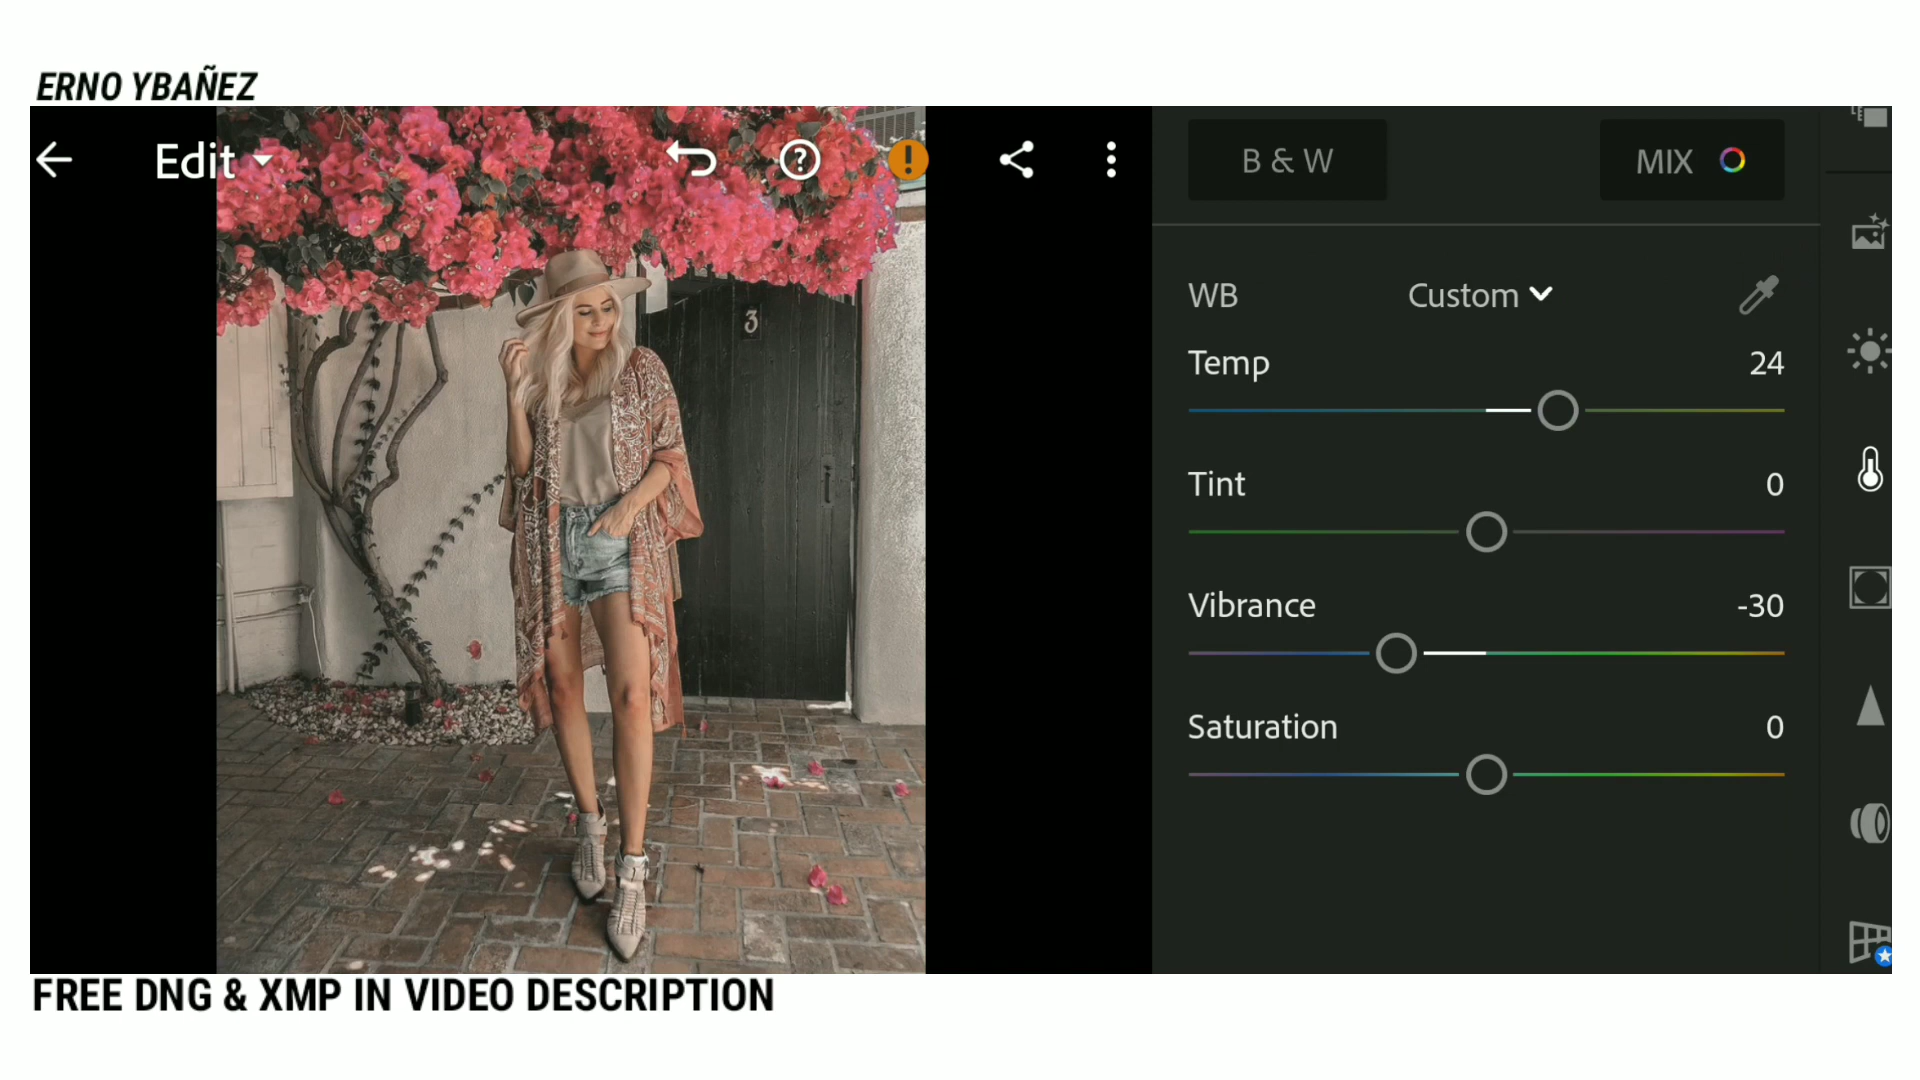 ERNO YBAÑEZ
Edit
B & W
MIX
WB
Custom
Temp
24
Tint
0
Vibrance
-30
Saturation
0
3
FREE DNG & XMP IN VIDEO DESCRIPTION